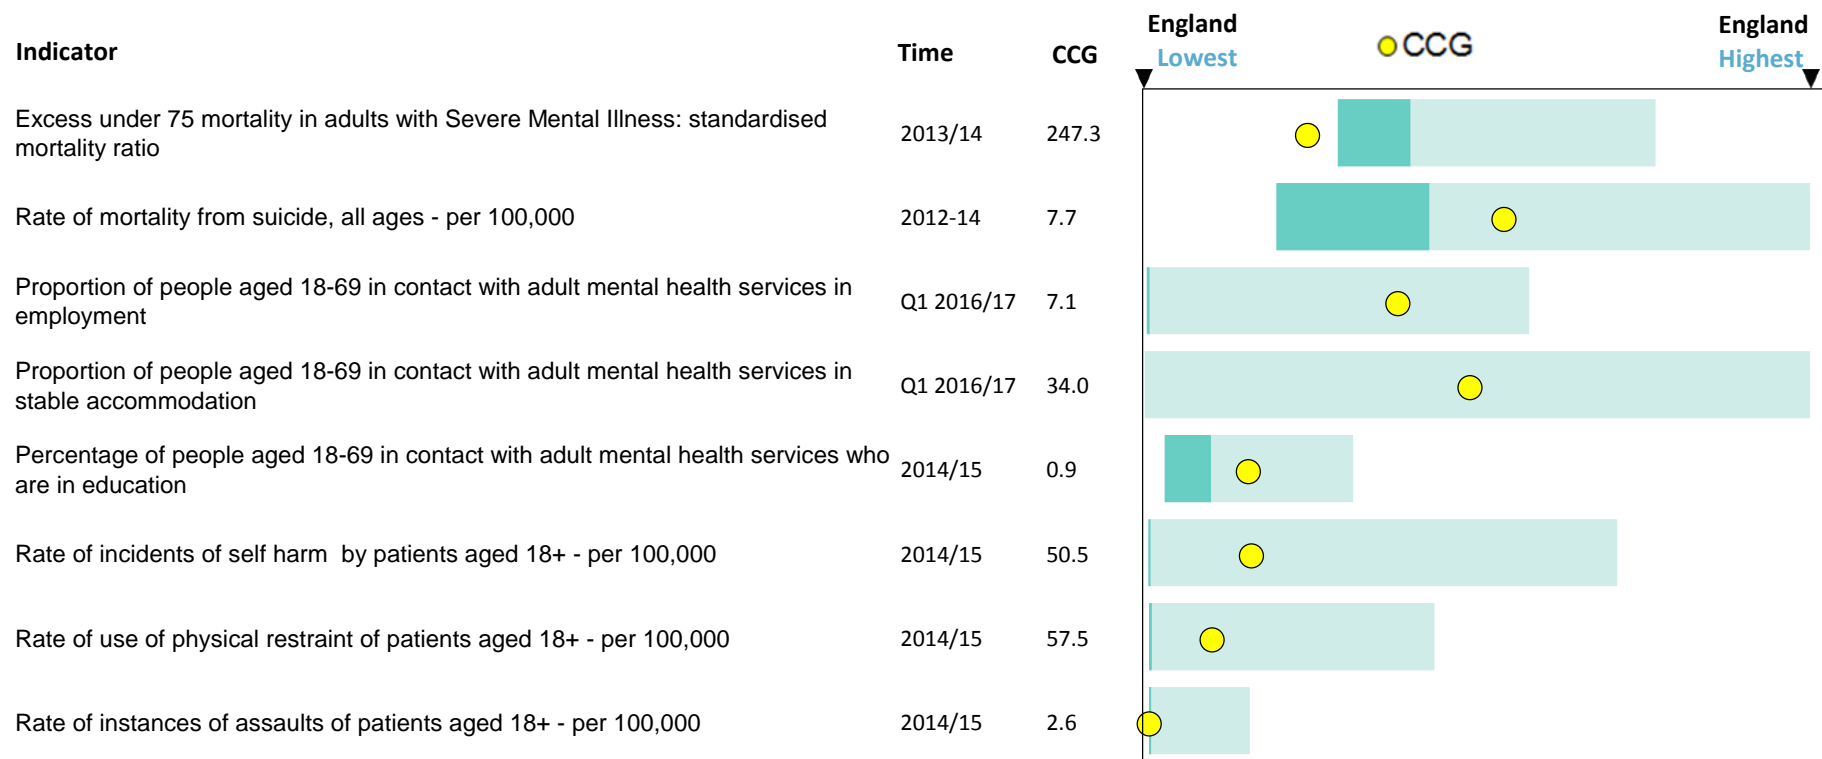 Indicator Time CCG England Lowest CCG England Highest
Excess under 75 mortality in adults with Severe Mental Illness: standardised
mortality ratio
2013/14 247.3
Rate of mortality from suicide, all ages - per 100,000 2012-14 7.7
Proportion of people aged 18-69 in contact with adult mental health services in
employment
Q1 2016/17 7.1
Proportion of people aged 18-69 in contact with adult mental health services in
stable accommodation
Q1 2016/17 34.0
Percentage of people aged 18-69 in contact with adult mental health services who
are in education
2014/15 0.9
Rate of incidents of self harm  by patients aged 18+ - per 100,000 2014/15 50.5
Rate of use of physical restraint of patients aged 18+ - per 100,000 2014/15 57.5
Rate of instances of assaults of patients aged 18+ - per 100,000 2014/15 2.6